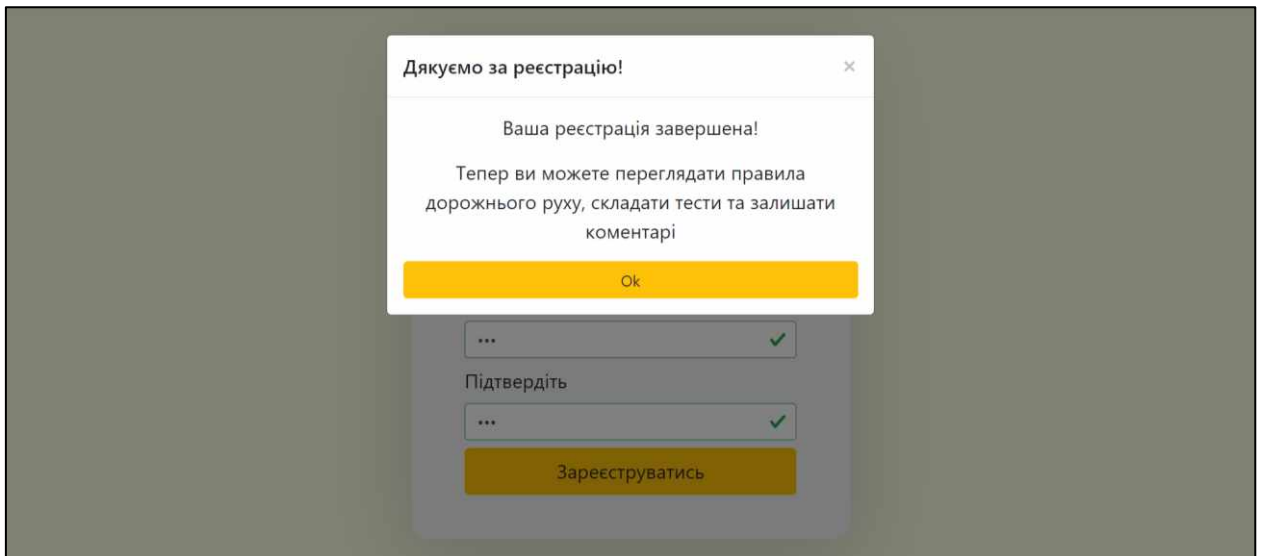 Дякуємо за реєстрацію!
×
Ваша реєстрація завершена!
Тепер ви можете переглядати правила
дорожнього руху, складати тести та залишати
коментарі
Ok
•••
Підтвердіть
•••
Зареєструватись